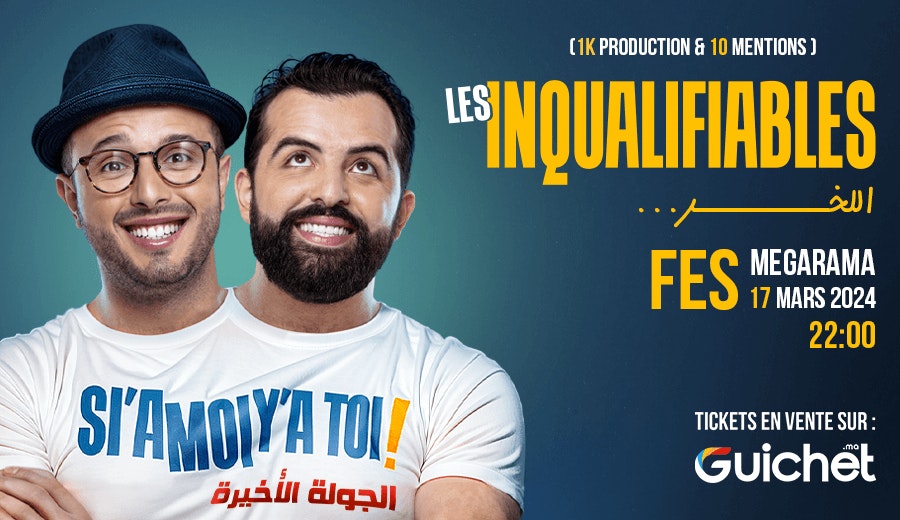 (1K PRODUCTION & 10 MENTIONS)
LES INQUALIFIABLES
اللخـــــــر...
FES
MEGARAMA
17 MARS 2024
22:00
TICKETS EN VENTE SUR :
Guichet.ma
SI'AMOIY'A TOI!
الجولة الأخيرة